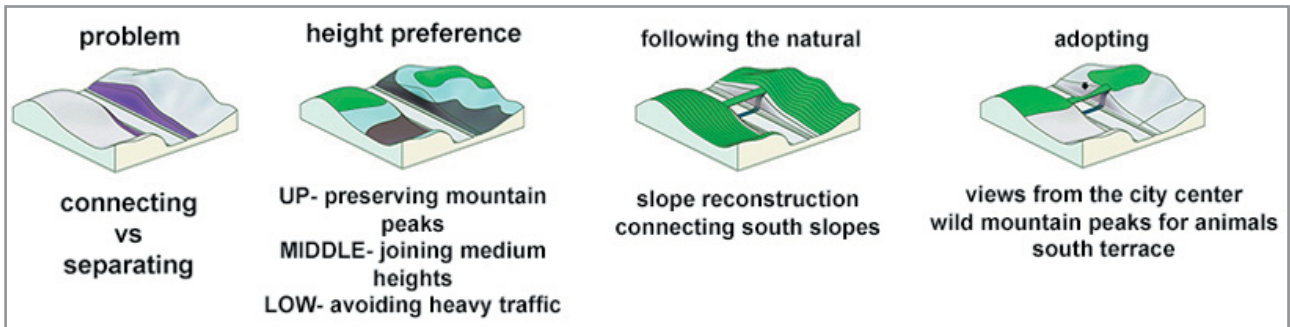 problem
connecting
vs
separating
height preference
UP- preserving mountain
peaks
MIDDLE- joining medium
heights
LOW- avoiding heavy traffic
following the natural
slope reconstruction
connecting south slopes
adopting
views from the city center
wild mountain peaks for animals
south terrace